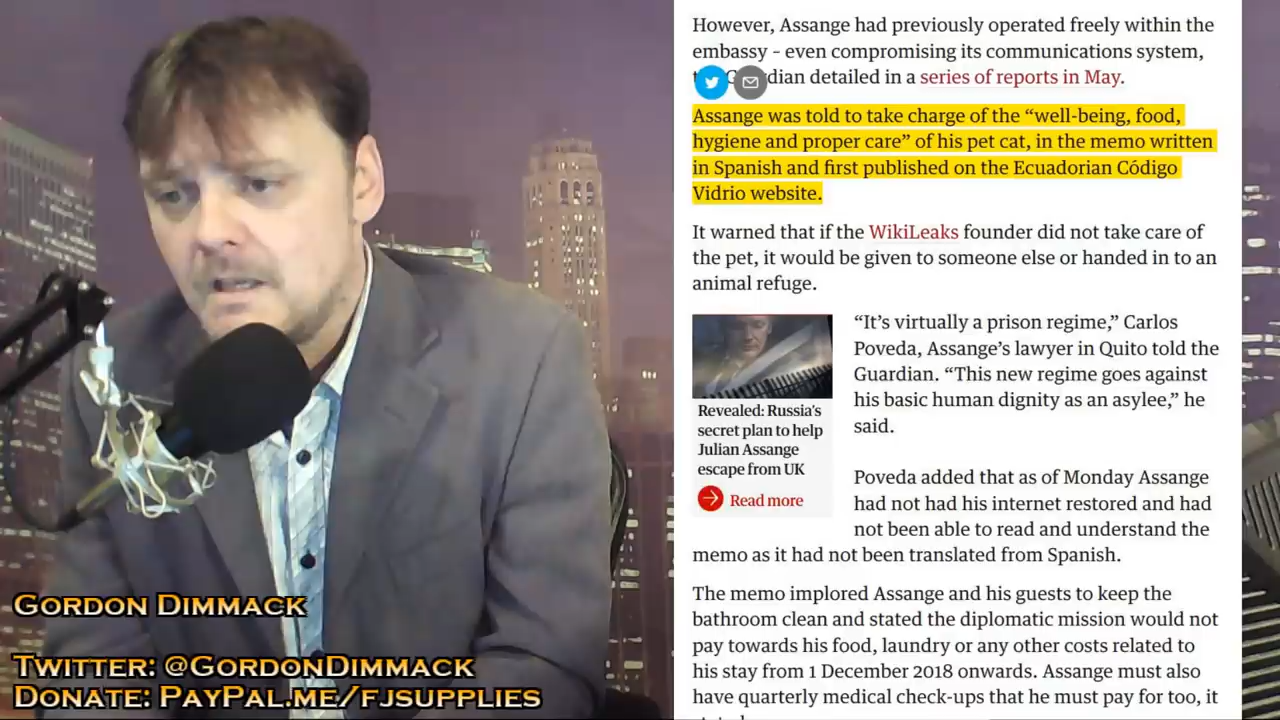 However, Assange had previously operated freely within the
embassy – even compromising its communications system,
dian detailed in a series of reports in May.
Assange was told to take charge of the “well-being, food,
hygiene and proper care” of his pet cat, in the memo written
in Spanish and first published on the Ecuadorian Código
Vidrio website.
It warned that if the WikiLeaks founder did not take care of
the pet, it would be given to someone else or handed in to an
animal refuge.
“It’s virtually a prison regime,” Carlos
Poveda, Assange’s lawyer in Quito told the
Guardian. “This new regime goes against
his basic human dignity as an asylee,” he
said.
Revealed: Russia’s
secret plan to help
Julian Assange
escape from UK
Read more
Poveda added that as of Monday Assange
had not had his internet restored and had
not been able to read and understand the
memo as it had not been translated from Spanish.
The memo implored Assange and his guests to keep the
bathroom clean and stated the diplomatic mission would not
pay towards his food, laundry or any other costs related to
his stay from 1 December 2018 onwards. Assange must also
have quarterly medical check-ups that he must pay for too, it
Gordon Dimmack
Twitter: @GordonDimmack
Donate: PayPal.me/fjsupplies